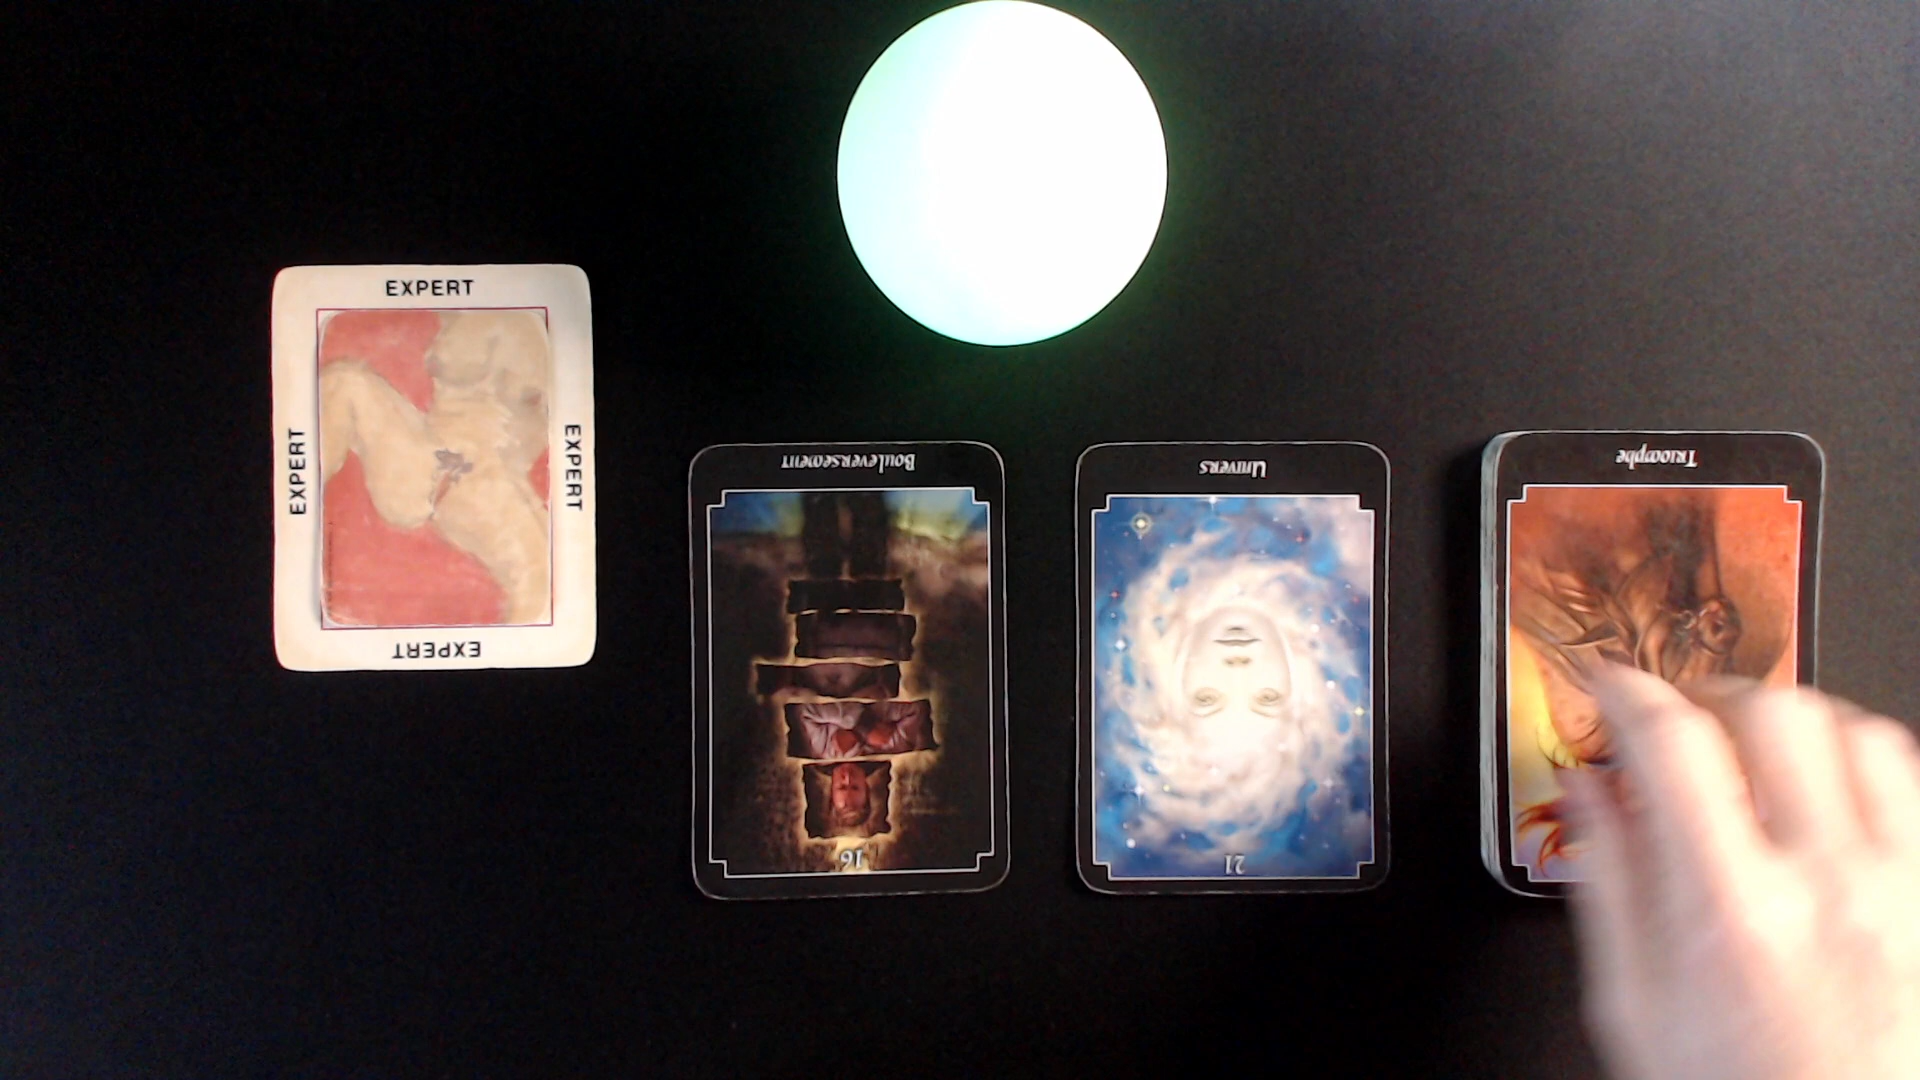 EXPERT
EXPERT
EXPERT
EXPERT
Bouleversement
16
Univers
21
Triomphe